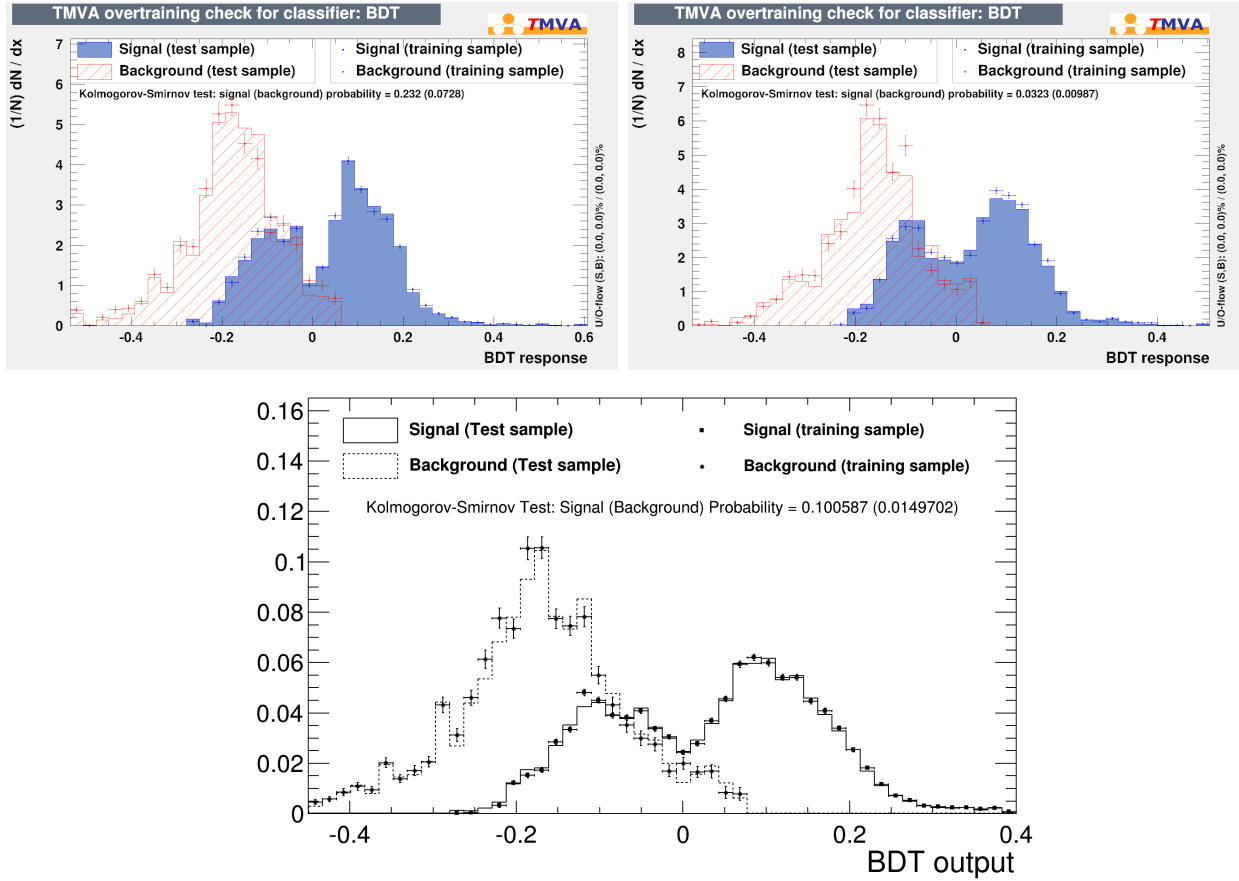 TMVA overtraining check for classifier: BDT
TMVA
(1/N) dN / dx
Signal (test sample)
Background (test sample)
Signal (training sample)
Background (training sample)
Kolmogorov-Smirnov test: signal (background) probability = 0.232 (0.0728)
7
6
5
4
3
2
1
0
-0.4 -0.2 0 0.2 0.4 0.6
BDT response
U/O-flow (S,B): (0.0, 0.0)% / (0.0, 0.0)%
TMVA overtraining check for classifier: BDT
TMVA
(1/N) dN / dx
Signal (test sample)
Background (test sample)
Signal (training sample)
Background (training sample)
Kolmogorov-Smirnov test: signal (background) probability = 0.0323 (0.00987)
8
7
6
5
4
3
2
1
0
-0.4 -0.2 0 0.2 0.4
BDT response
U/O-flow (S,B): (0.0, 0.0)% / (0.0, 0.0)%
Signal (Test sample)
Background (Test sample)
Signal (training sample)
Background (training sample)
Kolmogorov-Smirnov Test: Signal (Background) Probability = 0.100587 (0.0149702)
0.16
0.14
0.12
0.1
0.08
0.06
0.04
0.02
0
-0.4 -0.2 0 0.2 0.4
BDT output